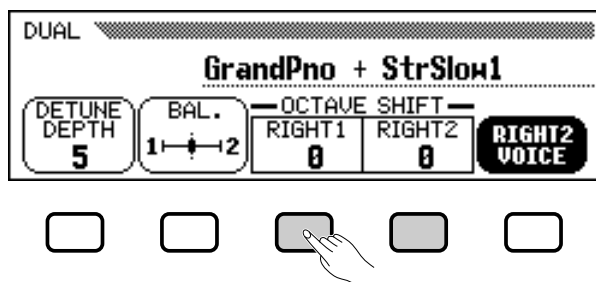 DUAL
GrandPno + StrSlow1
DETUNE DEPTH 5
BAL. 1 2
OCTAVE SHIFT
RIGHT1 0
RIGHT2 0
RIGHT2 VOICE